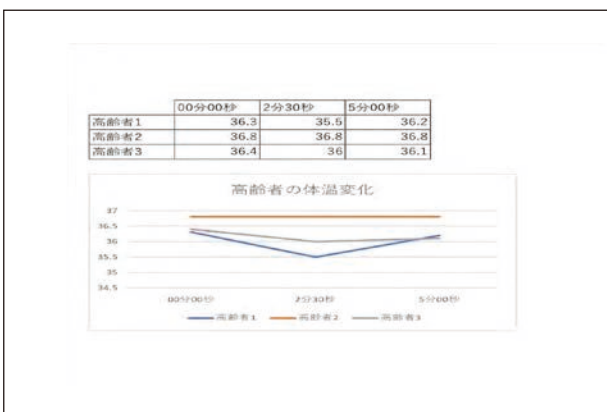 00分00秒 2分30秒 5分00秒
高齢者1 36.3 35.5 36.2
高齢者2 36.8 36.8 36.8
高齢者3 36.4 36 36.1
高齢者の体温変化
37
36.5
36
35.5
35
34.5
00分00秒 2分30秒 5分00秒
高齢者1 高齢者2 高齢者3